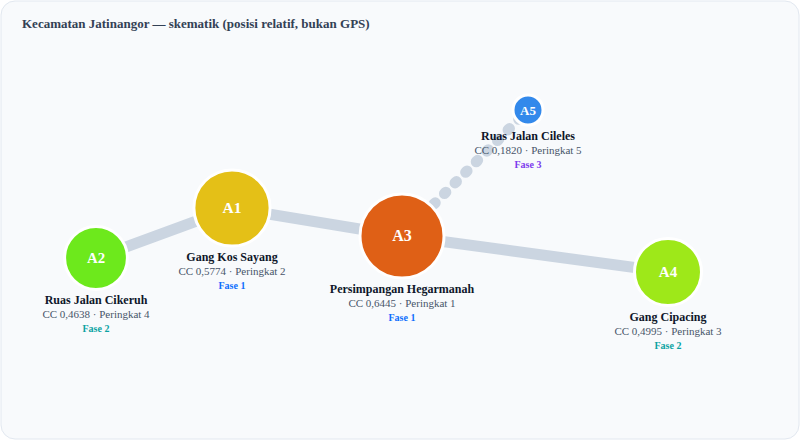 Kecamatan Jatinangor — skematik (posisi relatif, bukan GPS)
A5
Ruas Jalan Cileles
CC 0,1820 · Peringkat 5
Fase 3
A1
Gang Kos Sayang
CC 0,5774 · Peringkat 2
Fase 1
A3
Persimpangan Hegarmanah
CC 0,6445 · Peringkat 1
Fase 1
A2
Ruas Jalan Cikeruh
CC 0,4638 · Peringkat 4
Fase 2
A4
Gang Cipacing
CC 0,4995 · Peringkat 3
Fase 2